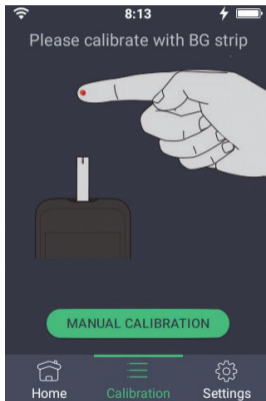 8:13
Please calibrate with BG strip
MANUAL CALIBRATION
Home
Calibration
Settings